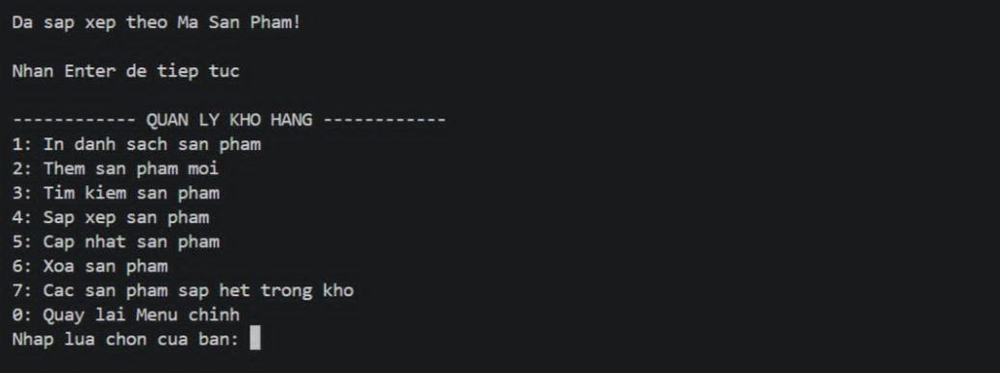 Da sap xep theo Ma San Pham!
Nhan Enter de tiep tuc
------------ QUAN LY KHO HANG ------------
1: In danh sach san pham
2: Them san pham moi
3: Tim kiem san pham
4: Sap xep san pham
5: Cap nhat san pham
6: Xoa san pham
7: Cac san pham sap het trong kho
0: Quay lai Menu chinh
Nhap lua chon cua ban: